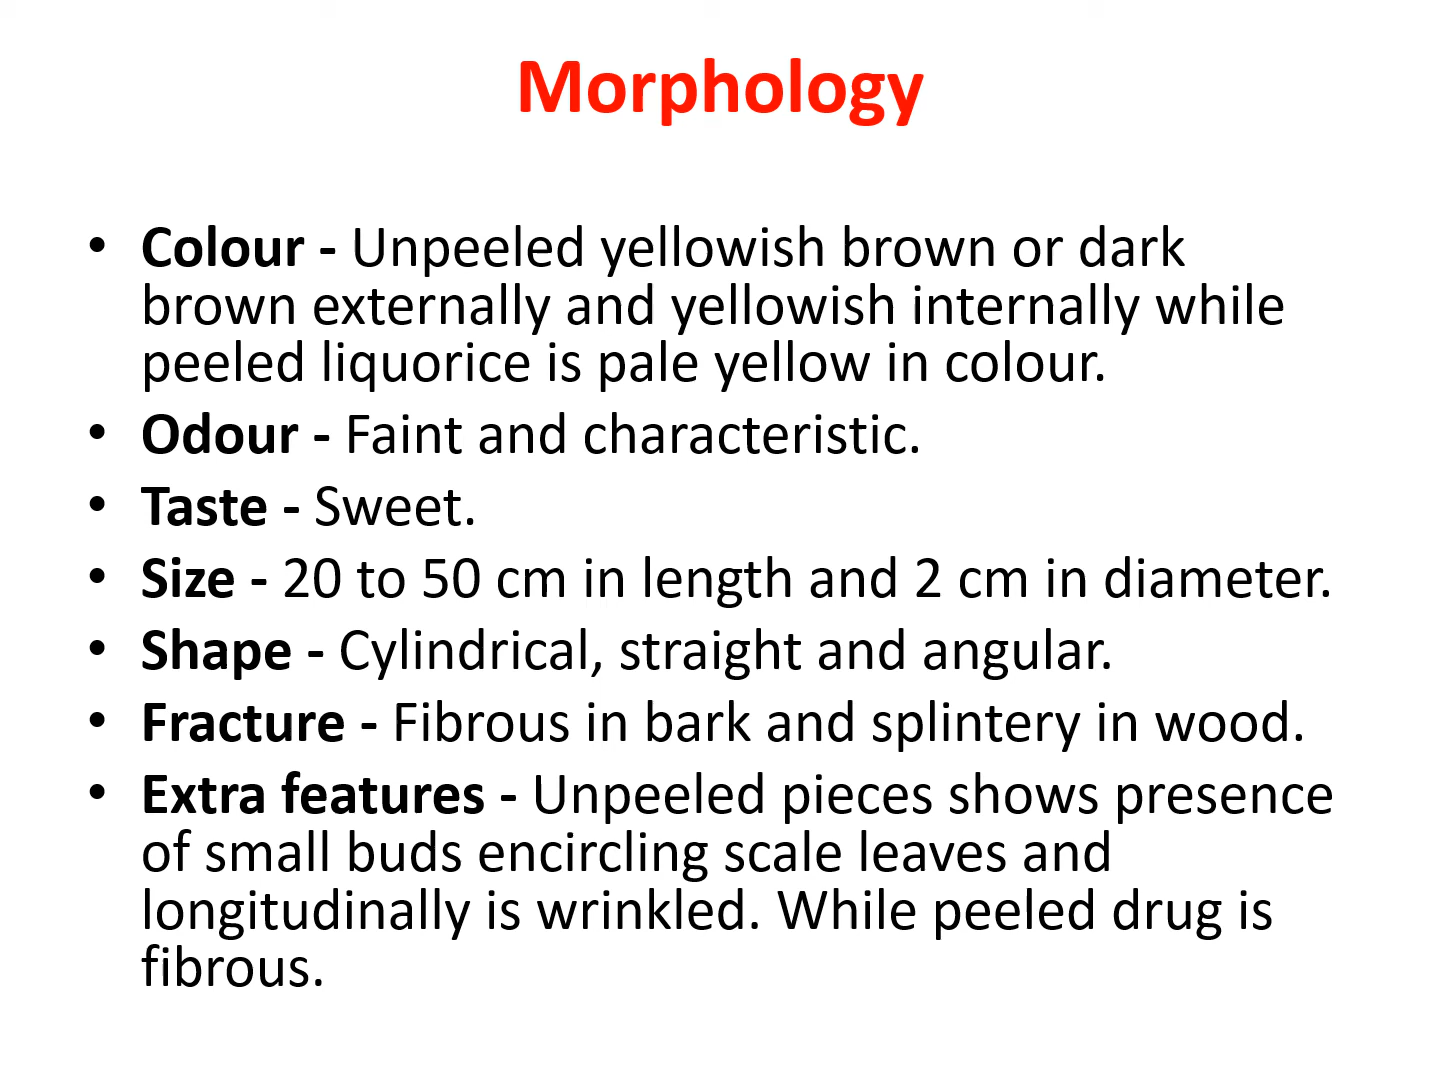 Morphology
• Colour - Unpeeled yellowish brown or dark
brown externally and yellowish internally while
peeled liquorice is pale yellow in colour.
• Odour - Faint and characteristic.
• Taste - Sweet.
• Size - 20 to 50 cm in length and 2 cm in diameter.
• Shape - Cylindrical, straight and angular.
• Fracture - Fibrous in bark and splintery in wood.
• Extra features - Unpeeled pieces shows presence
of small buds encircling scale leaves and
longitudinally is wrinkled. While peeled drug is
fibrous.